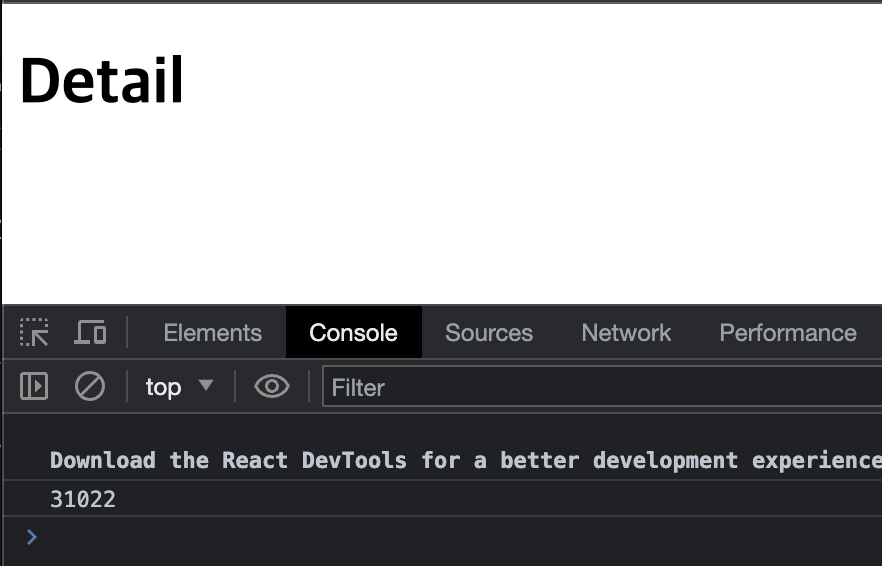 Detail
Elements Console Sources Network Performance
top Filter
Download the React DevTools for a better development experience
31022